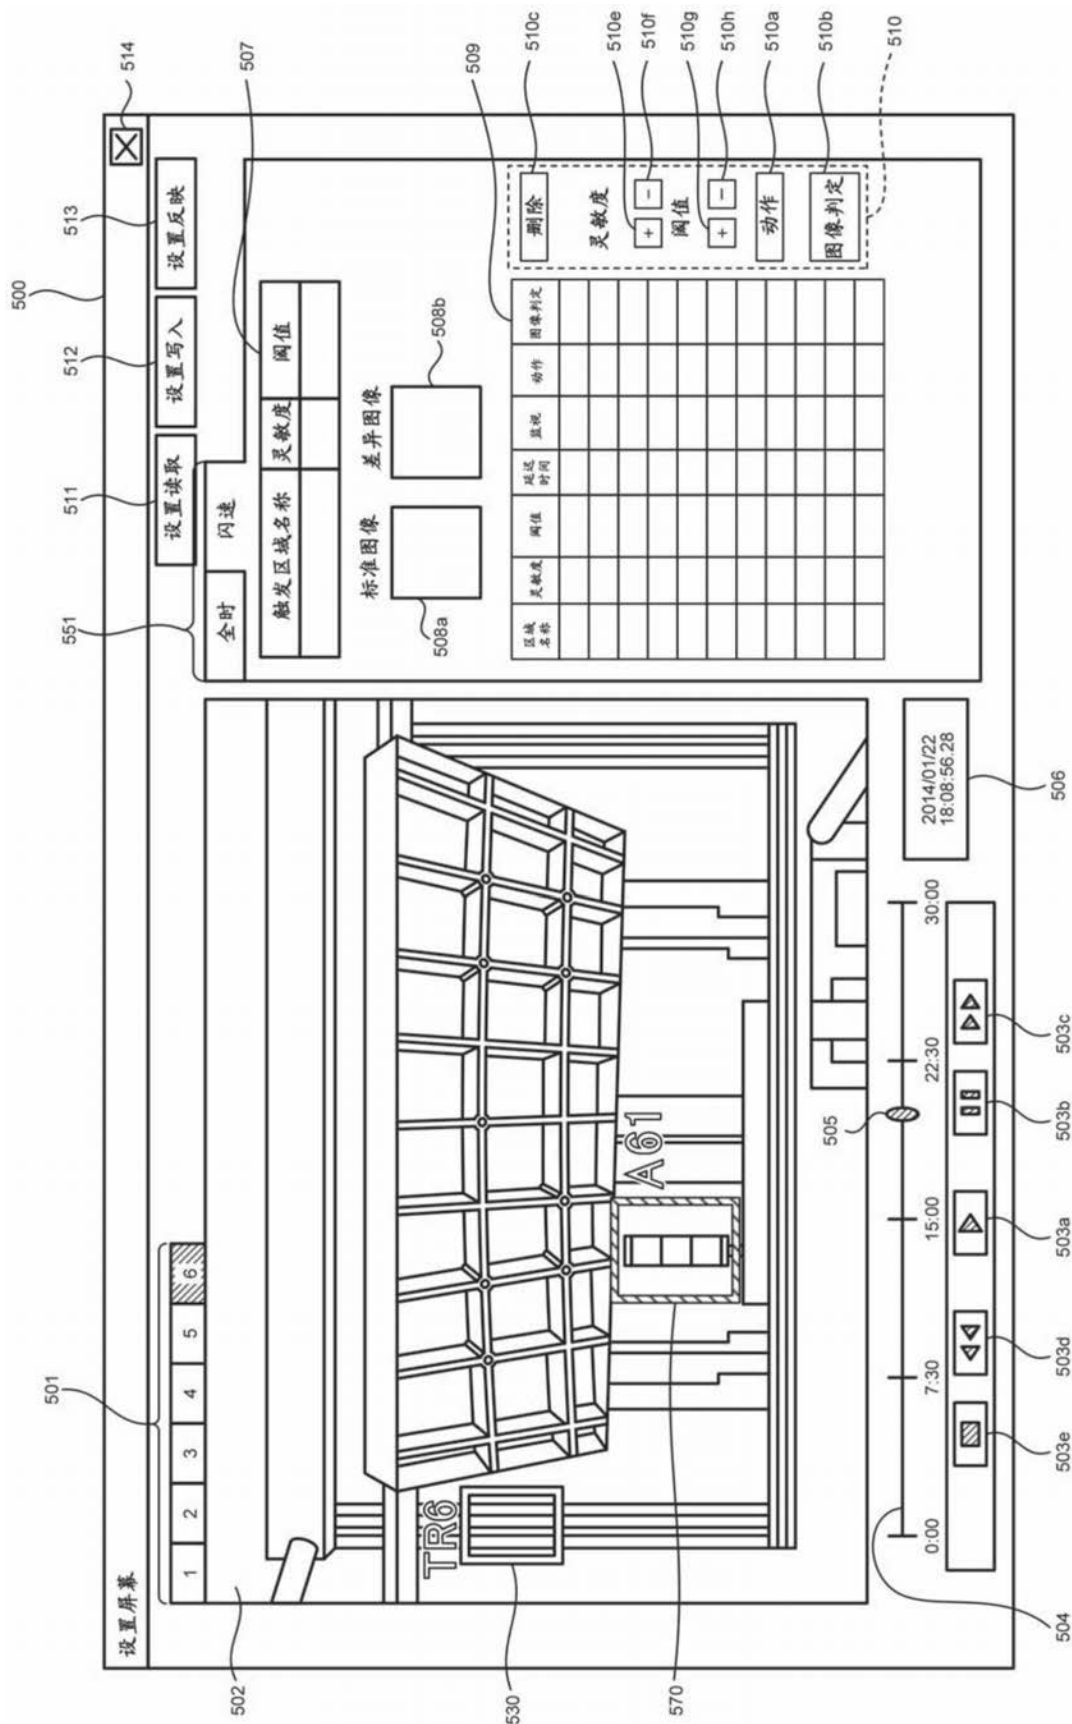 500
设置屏幕
514
501
1
2
3
4
5
6
551
511
设置读取
512
设置写入
513
设置反映
502
全时
闪速
507
触发区域名称
灵敏度
阈值
TR6
530
标准图像
差异图像
508a
508b
509
区域名称
灵敏度
阈值
延迟时间
监视
动作
图像判定
510c
删除
灵敏度
510e
+
-
510f
阈值
510g
+
-
510h
动作
510a
图像判定
510b
510
A61
570
505
504
0:00
7:30
15:00
22:30
30:00
2014/01/22
18:08:56.28
506
503e
503d
503a
503b
503c